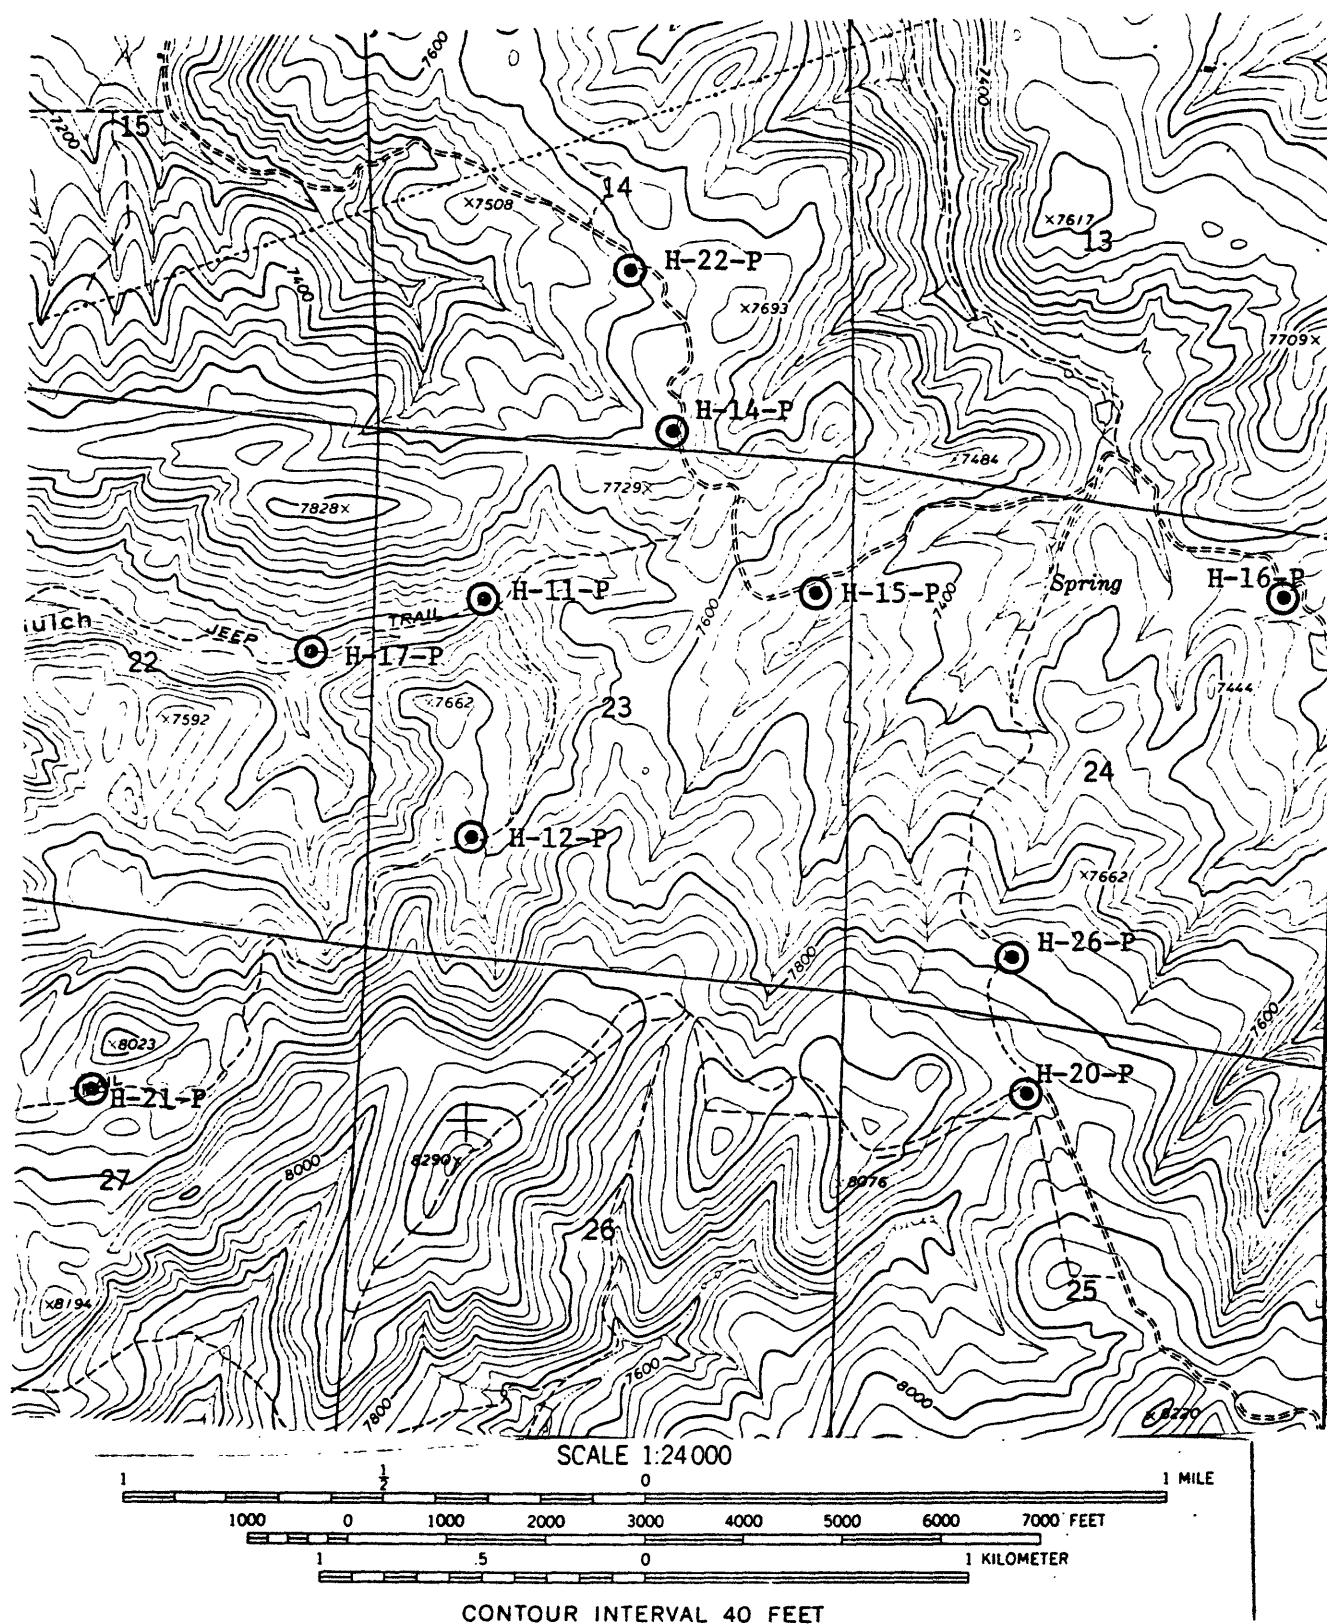 7600
7400
15
7200
14
×7508
×7617
13
H-22-P
7400
×7693
7709×
H-14-P
7484
7729×
7828×
H-11-P
H-15-P
7400
Spring
H-16-P
ulch
JEEP
TRAIL
7600
22
H-17-P
7444
×7592
×7662
23
24
H-12-P
×7662
H-26-P
7800
7600
×8023
H-20-P
H-21-P
8290×
8000
27
8076
26
25
×8194
7600
8000
7800
×8220
SCALE 1:24 000
1 ½ 0 1 MILE
1000 0 1000 2000 3000 4000 5000 6000 7000 FEET
1 .5 0 1 KILOMETER
CONTOUR INTERVAL 40 FEET